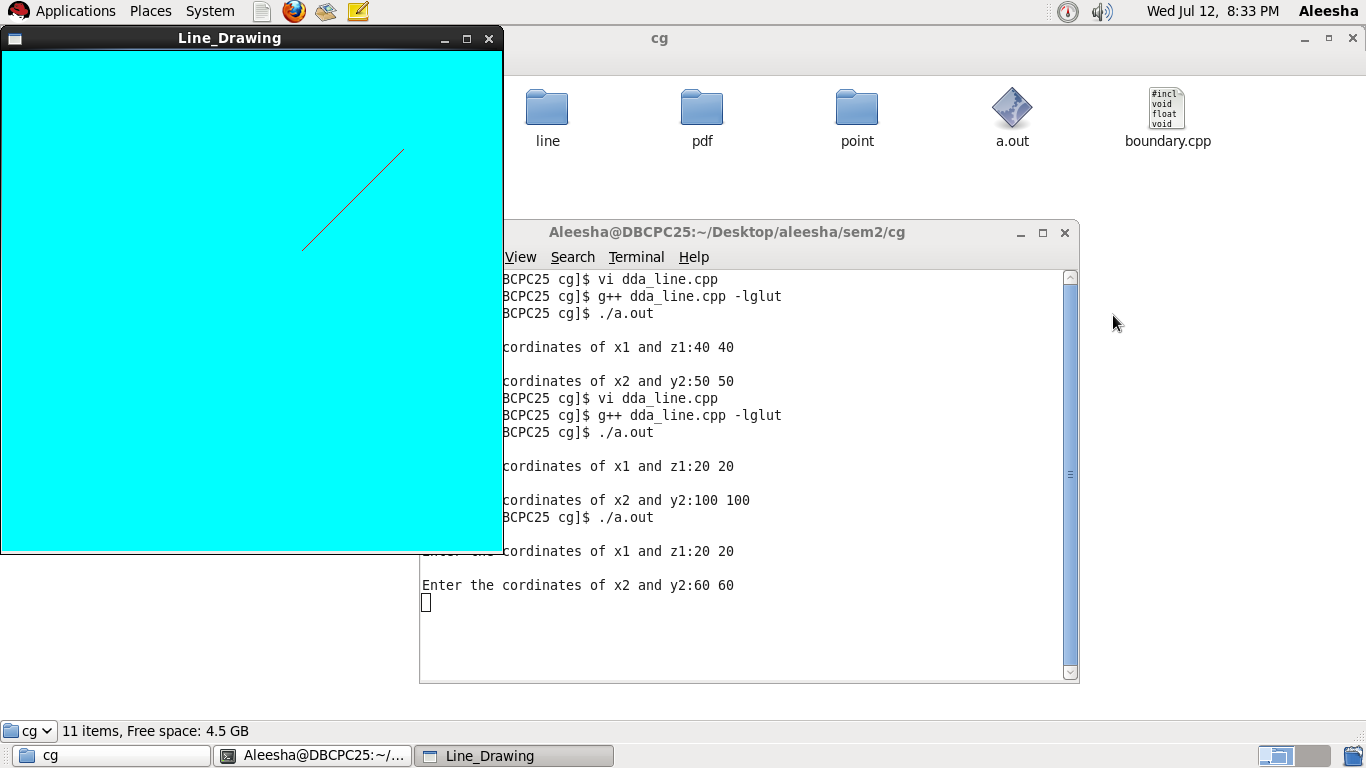 Applications Places System Wed Jul 12, 8:33 PM Aleesha
Line_Drawing
cg
line pdf point a.out boundary.cpp
#incl
void
float
void
Aleesha@DBCPC25:~/Desktop/aleesha/sem2/cg
View Search Terminal Help
BCPC25 cg]$ vi dda_line.cpp
BCPC25 cg]$ g++ dda_line.cpp -lglut
BCPC25 cg]$ ./a.out
cordinates of x1 and z1:40 40
cordinates of x2 and y2:50 50
BCPC25 cg]$ vi dda_line.cpp
BCPC25 cg]$ g++ dda_line.cpp -lglut
BCPC25 cg]$ ./a.out
cordinates of x1 and z1:20 20
cordinates of x2 and y2:100 100
BCPC25 cg]$ ./a.out
cordinates of x1 and z1:20 20
Enter the cordinates of x2 and y2:60 60
cg 11 items, Free space: 4.5 GB
cg Aleesha@DBCPC25:~/... Line_Drawing